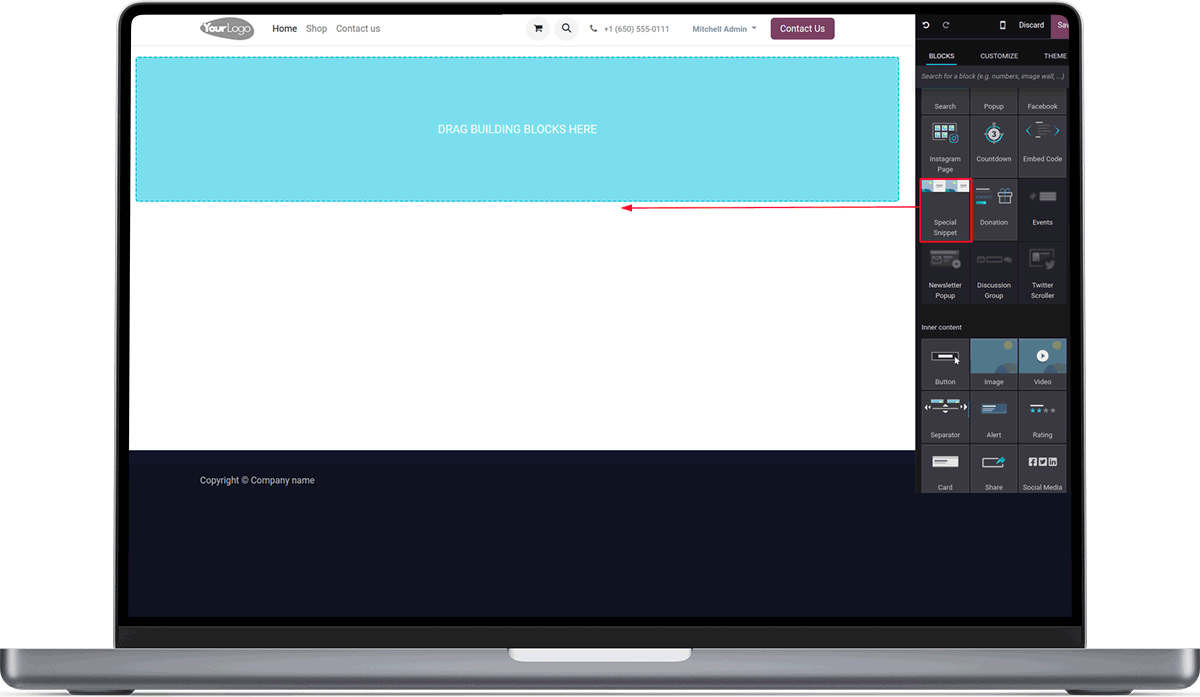 YourLogo
Home Shop Contact us
+1 (650) 555-0111
Mitchell Admin
Contact Us
DRAG BUILDING BLOCKS HERE
Copyright © Company name
Discard
Sav
BLOCKS CUSTOMIZE THEME
Search for a block (e.g. numbers, image wall, ...)
Search Popup Facebook
3
Instagram
Page
Countdown
Embed Code
Special
Snippet
Donation
Events
Newsletter
Popup
Discussion
Group
Twitter
Scroller
Inner content
Button Image Video
Separator Alert Rating
Card Share Social Media